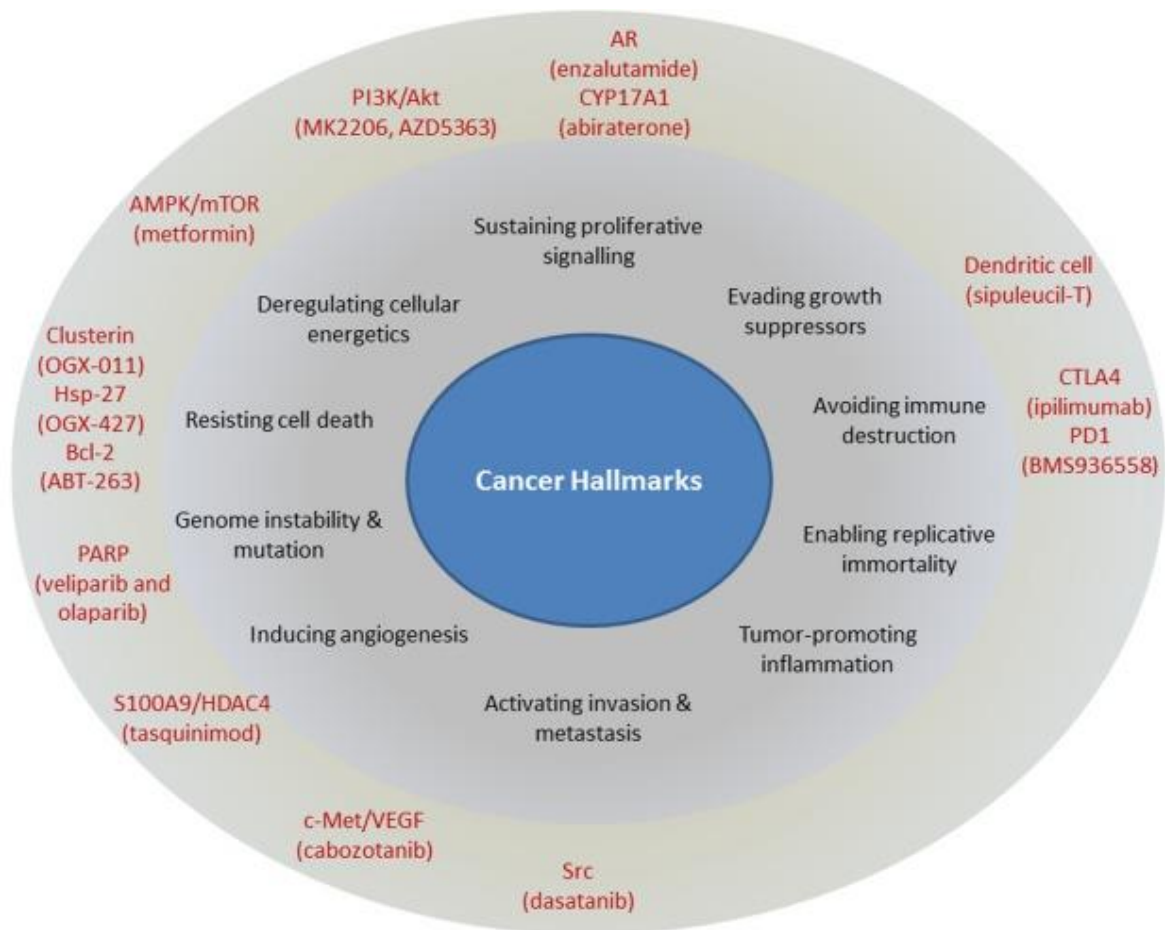 AR
(enzalutamide)
CYP17A1
(abiraterone)
PI3K/Akt
(MK2206, AZD5363)
AMPK/mTOR
(metformin)
Sustaining proliferative
signalling
Dendritic cell
(sipuleucil-T)
Deregulating cellular
energetics
Evading growth
suppressors
Clusterin
(OGX-011)
Hsp-27
(OGX-427)
Bcl-2
(ABT-263)
Resisting cell death
Avoiding immune
destruction
CTLA4
(ipilimumab)
PD1
(BMS936558)
Cancer Hallmarks
Genome instability &
mutation
Enabling replicative
immortality
PARP
(veliparib and
olaparib)
Inducing angiogenesis
Tumor-promoting
inflammation
S100A9/HDAC4
(tasquinimod)
Activating invasion &
metastasis
c-Met/VEGF
(cabozotanib)
Src
(dasatanib)